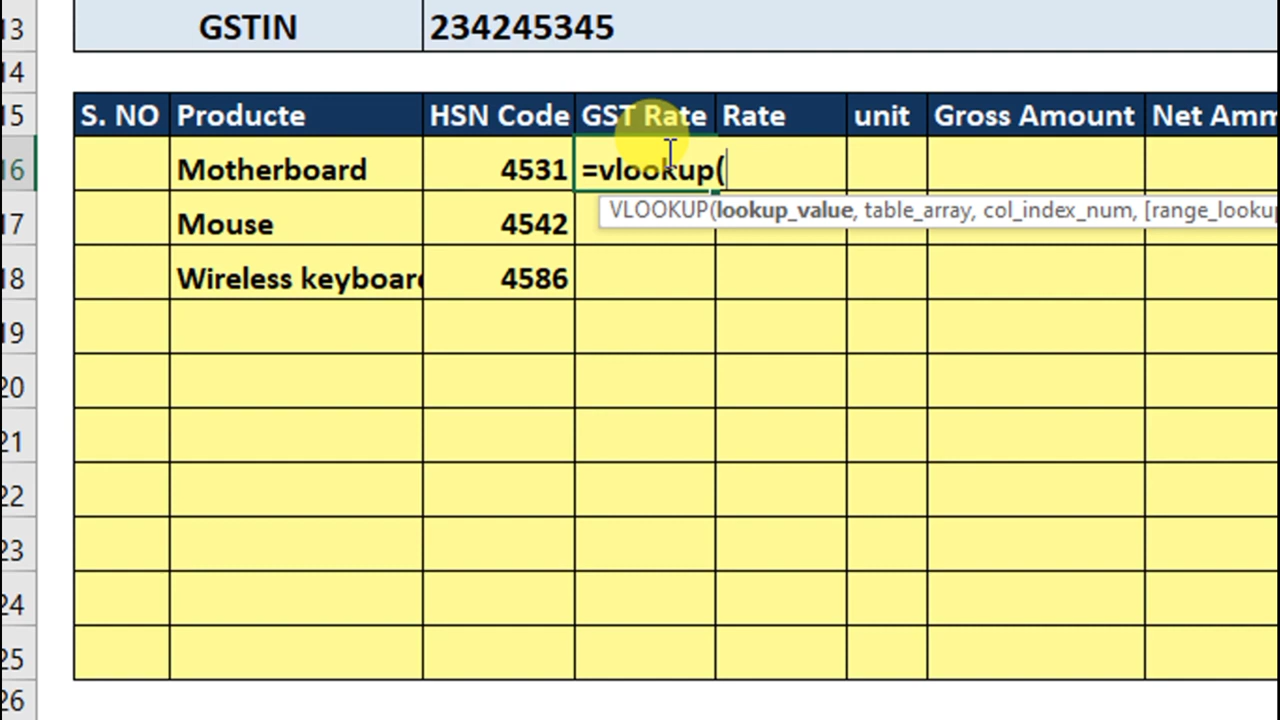 13 GSTIN 234245345
14
15 S. NO Producte HSN Code GST Rate Rate unit Gross Amount Net Amm
16 Motherboard 4531 =vlookup(
VLOOKUP(lookup_value, table_array, col_index_num, [range_lookup
17 Mouse 4542
18 Wireless keyboard 4586
19
20
21
22
23
24
25
26